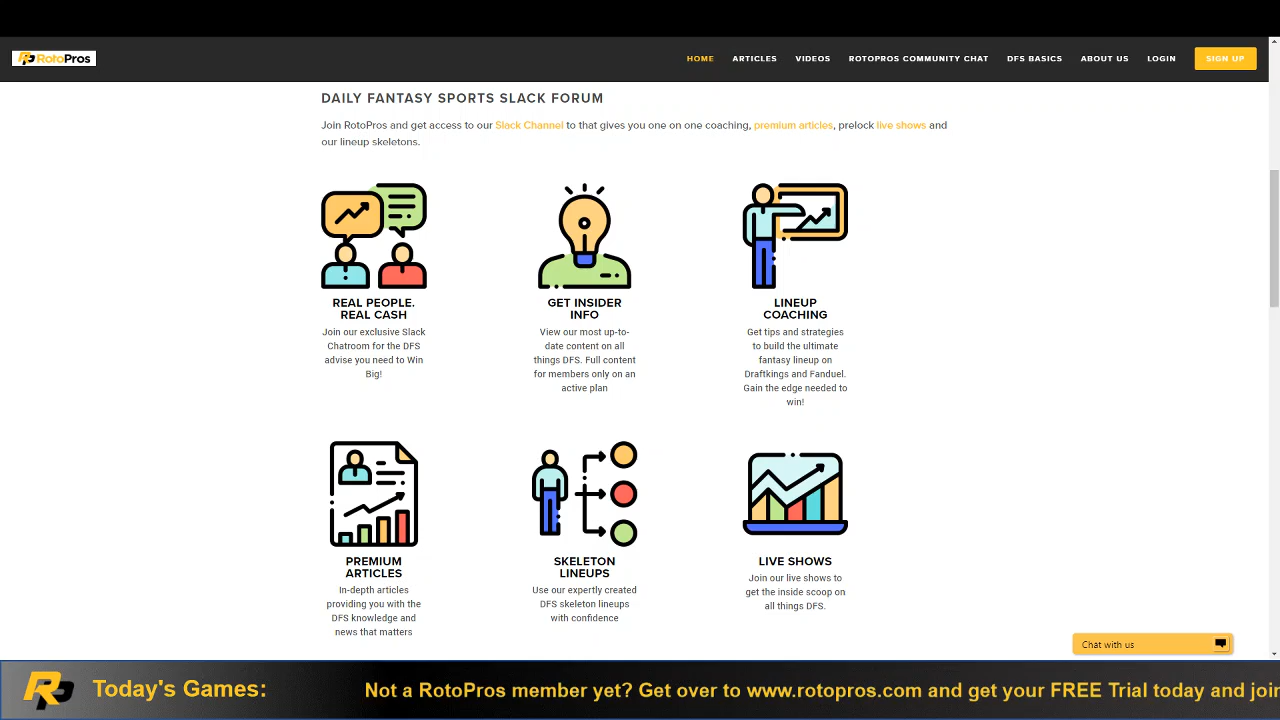 RotoPros
HOME ARTICLES VIDEOS ROTOPROS COMMUNITY CHAT DFS BASICS ABOUT US LOGIN SIGN UP
DAILY FANTASY SPORTS SLACK FORUM
Join RotoPros and get access to our Slack Channel to that gives you one on one coaching, premium articles, prelock live shows and
our lineup skeletons.
REAL PEOPLE.
REAL CASH
Join our exclusive Slack
Chatroom for the DFS
advise you need to Win
Big!
GET INSIDER
INFO
View our most up-to-
date content on all
things DFS. Full content
for members only on an
active plan
LINEUP
COACHING
Get tips and strategies
to build the ultimate
fantasy lineup on
Draftkings and Fanduel.
Gain the edge needed to
win!
PREMIUM
ARTICLES
In-depth articles
providing you with the
DFS knowledge and
news that matters
SKELETON
LINEUPS
Use our expertly created
DFS skeleton lineups
with confidence
LIVE SHOWS
Join our live shows to
get the inside scoop on
all things DFS.
Chat with us
RP Today's Games: Not a RotoPros member yet? Get over to www.rotopros.com and get your FREE Trial today and join